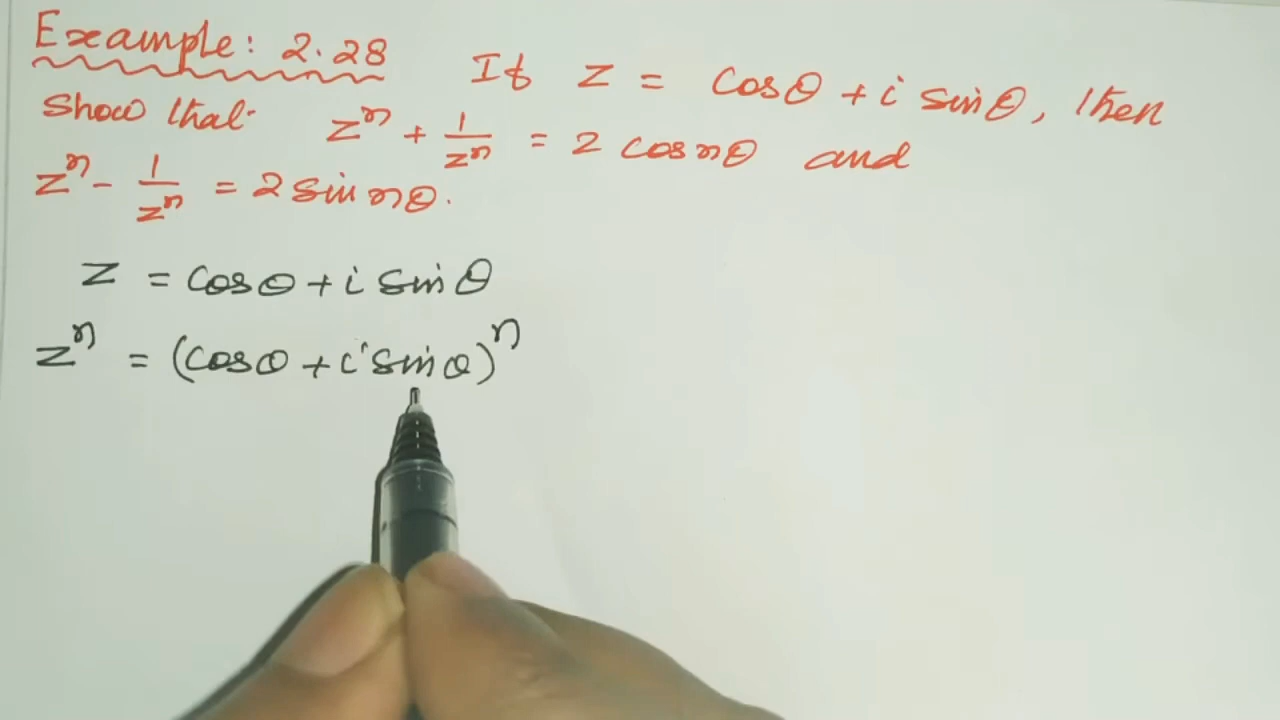 Example: 2.28 If z = cosθ + i sinθ, then
Show that z^n + 1/z^n = 2 cos nθ and
z^n - 1/z^n = 2 sin nθ.
z = cosθ + i sinθ
z^n = (cosθ + i sinθ)^n